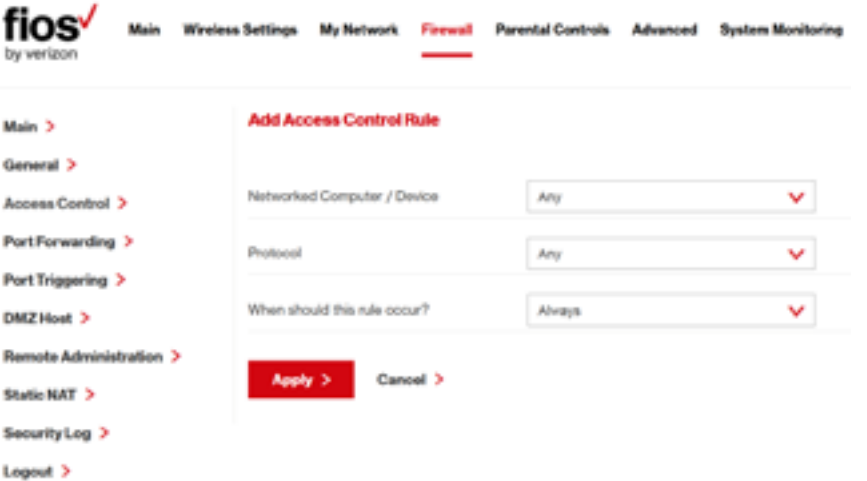 fios
by verizon
Main Wireless Settings My Network Firewall Parental Controls Advanced System Monitoring
Main >
General >
Access Control >
Port Forwarding >
Port Triggering >
DMZ Host >
Remote Administration >
Static NAT >
Security Log >
Logout >
Add Access Control Rule
Networked Computer / Device Any
Protocol Any
When should this rule occur? Always
Apply > Cancel >